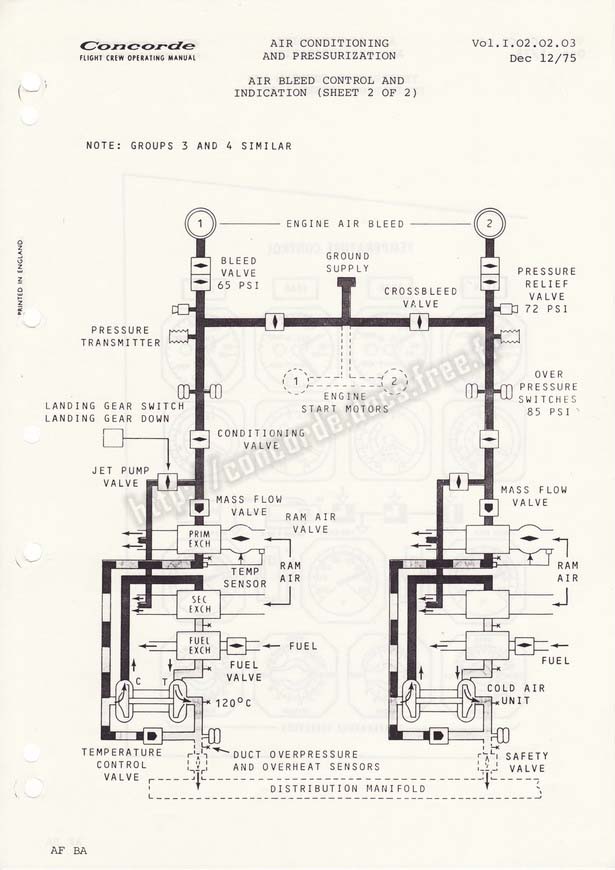 Concorde
FLIGHT CREW OPERATING MANUAL
AIR CONDITIONING
AND PRESSURIZATION
AIR BLEED CONTROL AND
INDICATION (SHEET 2 OF 2)
Vol.I.02.02.03
Dec 12/75
NOTE: GROUPS 3 AND 4 SIMILAR
PRINTED IN ENGLAND
1
ENGINE AIR BLEED
2
BLEED
VALVE
65 PSI
GROUND
SUPPLY
CROSSBLEED
VALVE
PRESSURE
RELIEF
VALVE
72 PSI
PRESSURE
TRANSMITTER
1
2
ENGINE
START MOTORS
OVER
PRESSURE
SWITCHES
85 PSI
LANDING GEAR SWITCH
LANDING GEAR DOWN
CONDITIONING
VALVE
JET PUMP
VALVE
MASS FLOW
VALVE
MASS FLOW
VALVE
RAM AIR
VALVE
PRIM
EXCH
TEMP
SENSOR
RAM
AIR
RAM
AIR
SEC
EXCH
FUEL
EXCH
FUEL
FUEL
VALVE
FUEL
C
T
120°C
COLD AIR
UNIT
TEMPERATURE
CONTROL
VALVE
DUCT OVERPRESSURE
AND OVERHEAT SENSORS
SAFETY
VALVE
DISTRIBUTION MANIFOLD
AF BA